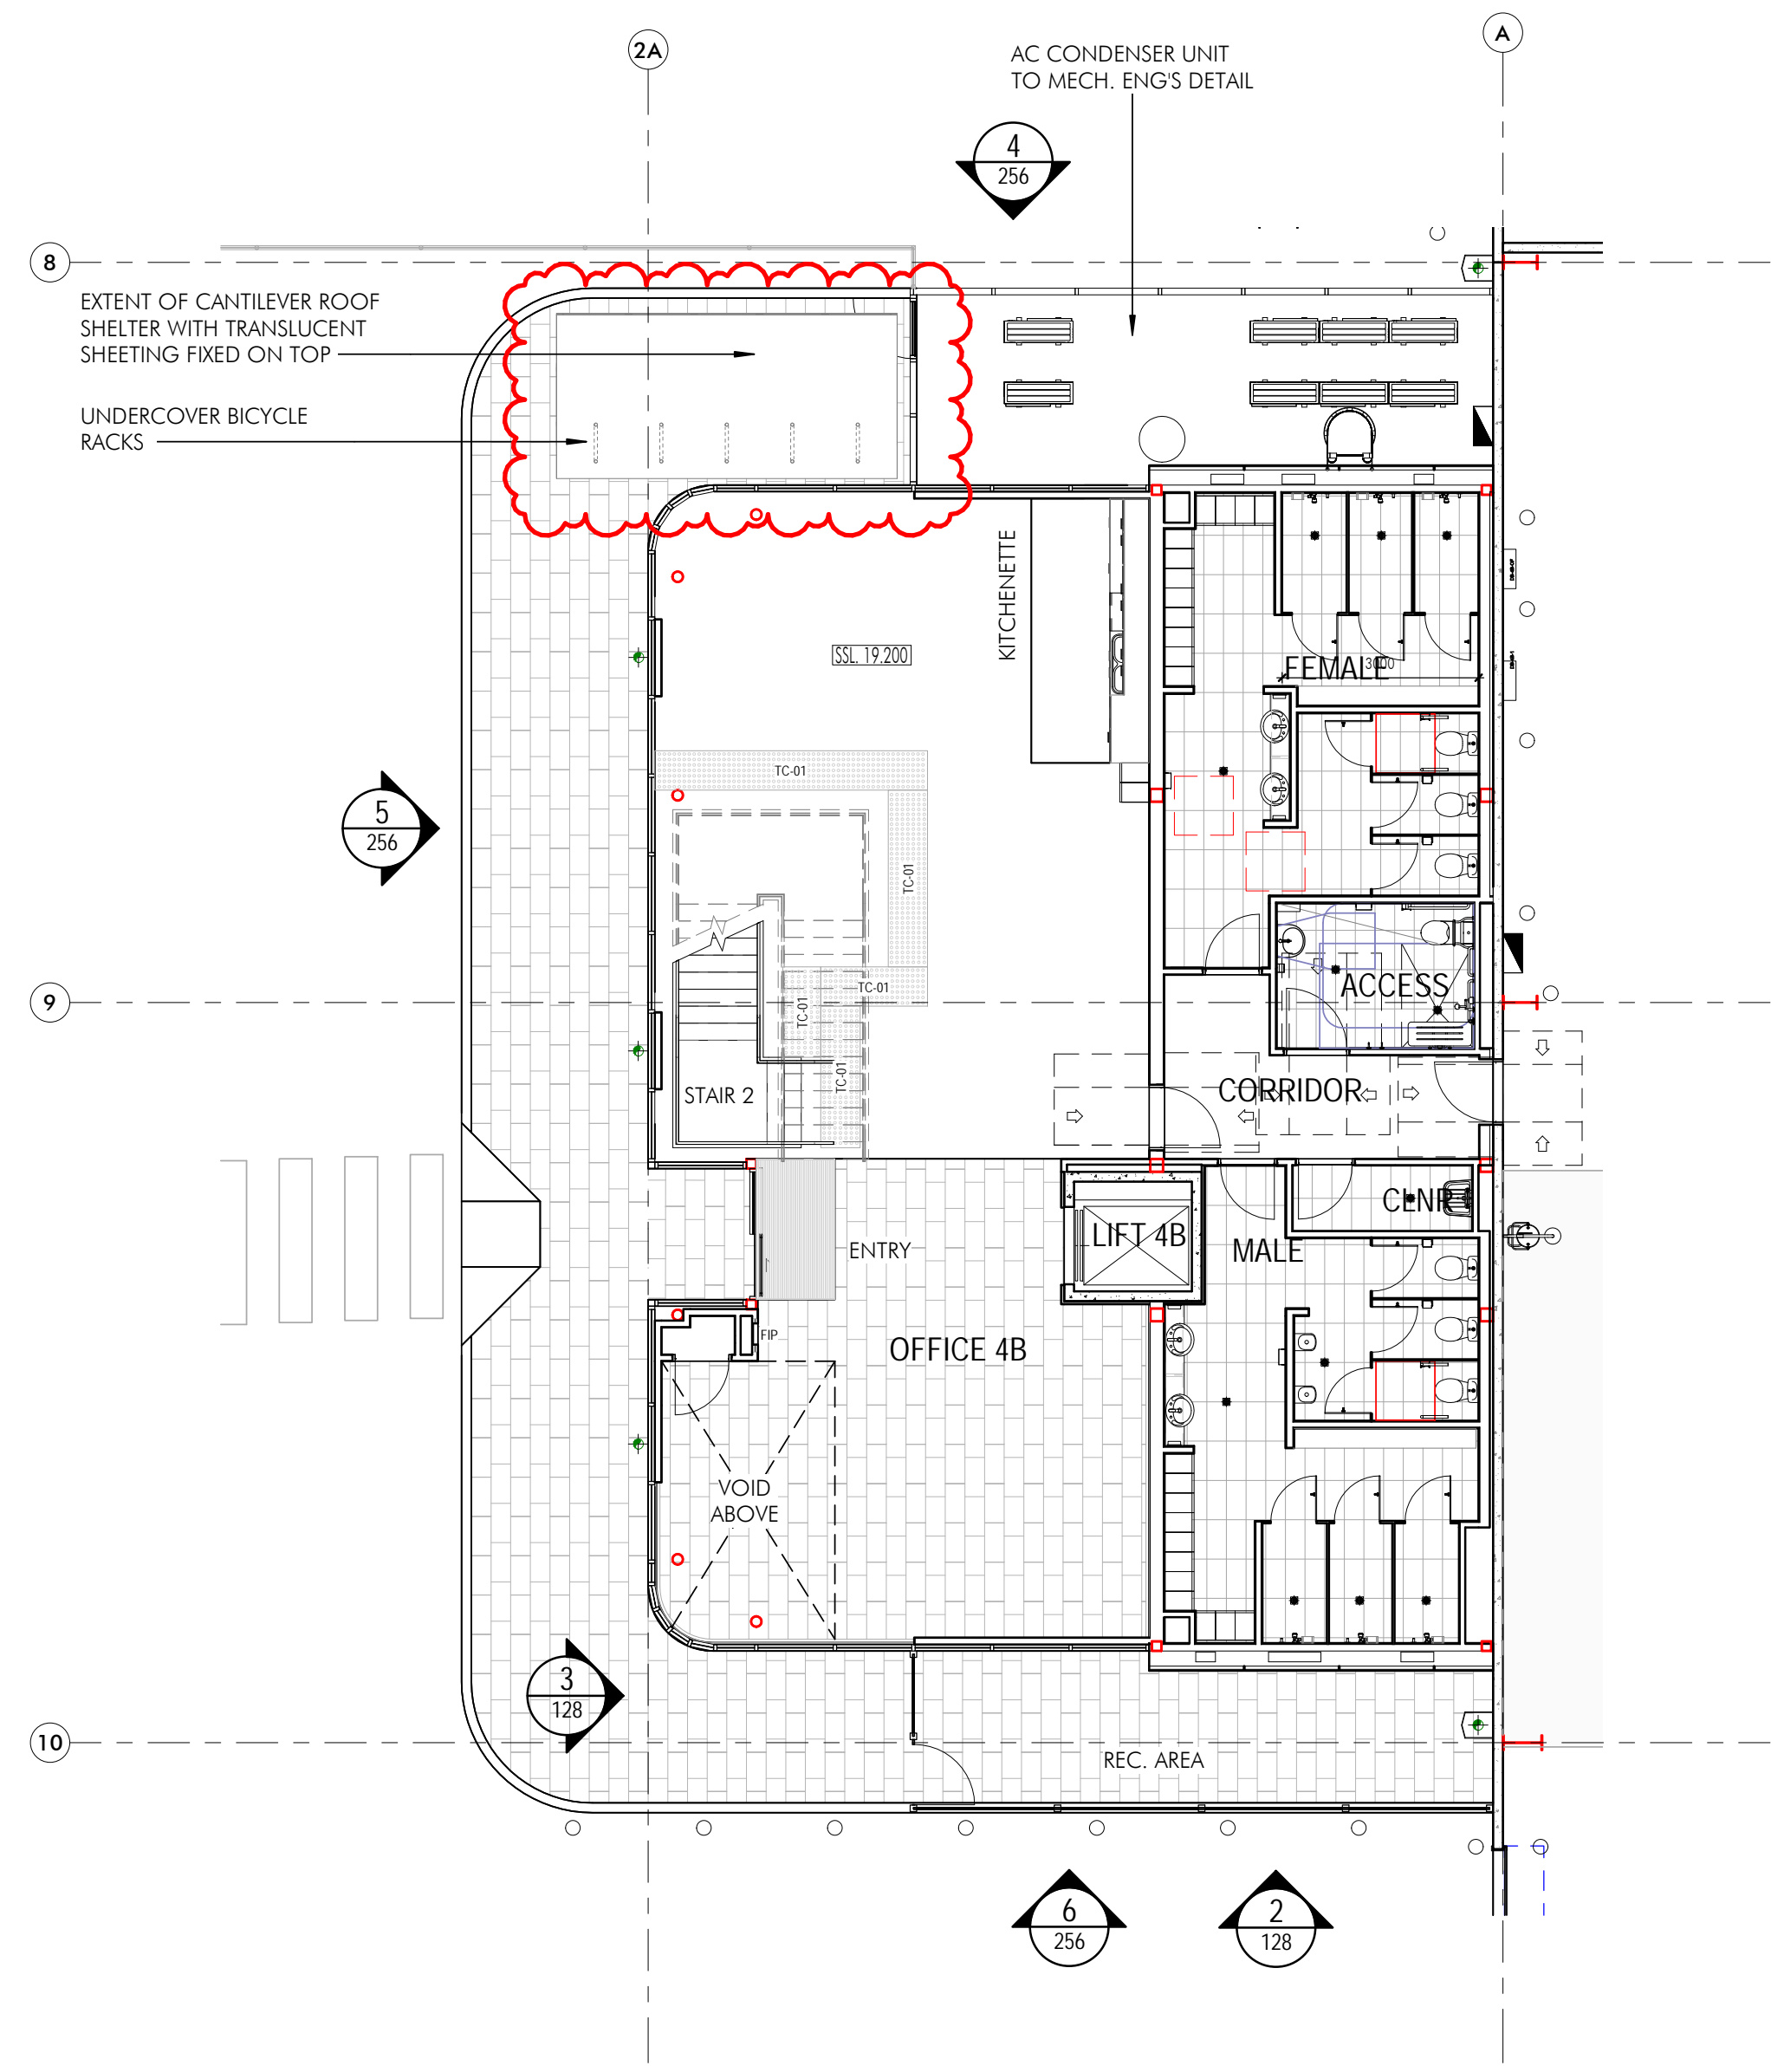 2A
A
AC CONDENSER UNIT
TO MECH. ENG'S DETAIL
4
256
8
EXTENT OF CANTILEVER ROOF
SHELTER WITH TRANSLUCENT
SHEETING FIXED ON TOP
UNDERCOVER BICYCLE
RACKS
KITCHENETTE
SSL. 19.200
FEMALE
3000
TC-01
5
256
TC-01
TC-01
TC-01
ACCESS
9
TC-01
STAIR 2
CORRIDOR
CLNR
LIFT 4B
MALE
ENTRY
FIP
OFFICE 4B
VOID
ABOVE
3
128
10
REC. AREA
6
256
2
128